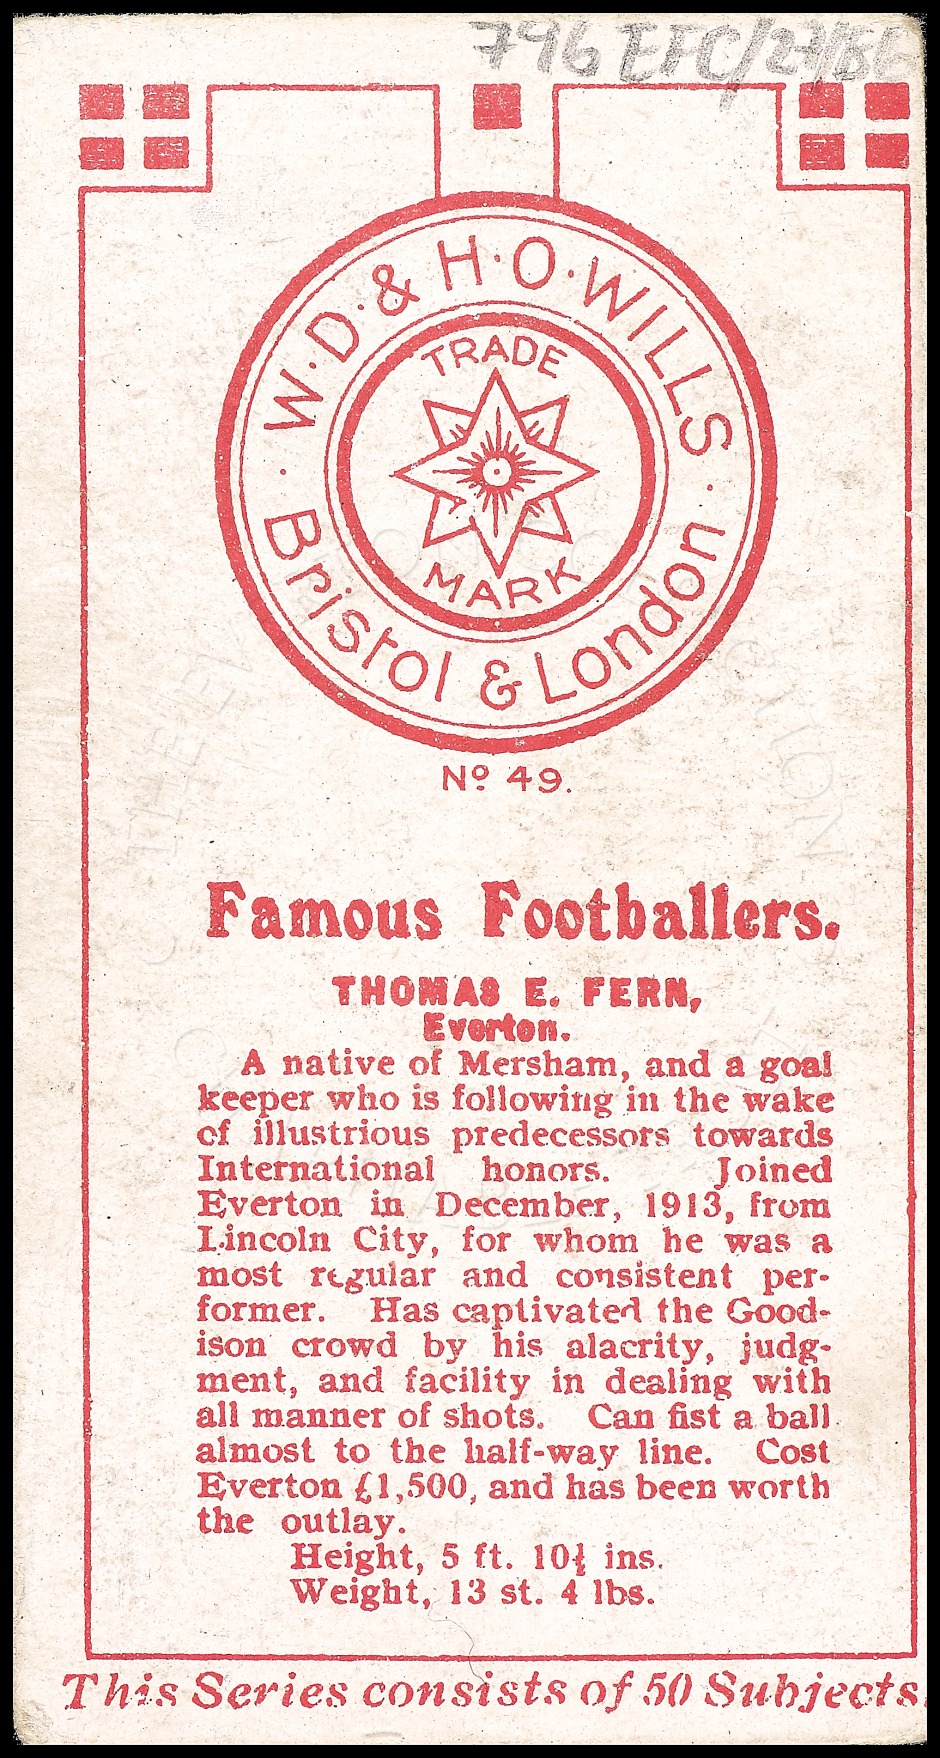 796 EFC/27/86
W. D. & H. O. WILLS
TRADE
MARK
Bristol & London
Nº 49.
Famous Footballers.
THOMAS E. FERN,
Everton.
A native of Mersham, and a goal
keeper who is following in the wake
of illustrious predecessors towards
International honors. Joined
Everton in December, 1913, from
Lincoln City, for whom he was a
most regular and consistent per-
former. Has captivated the Good-
ison crowd by his alacrity, judg-
ment, and facility in dealing with
all manner of shots. Can fist a ball
almost to the half-way line. Cost
Everton £1,500, and has been worth
the outlay.
Height, 5 ft. ins.
Weight, 13 st. 4 lbs.
This Series consists of 50 Subjects.